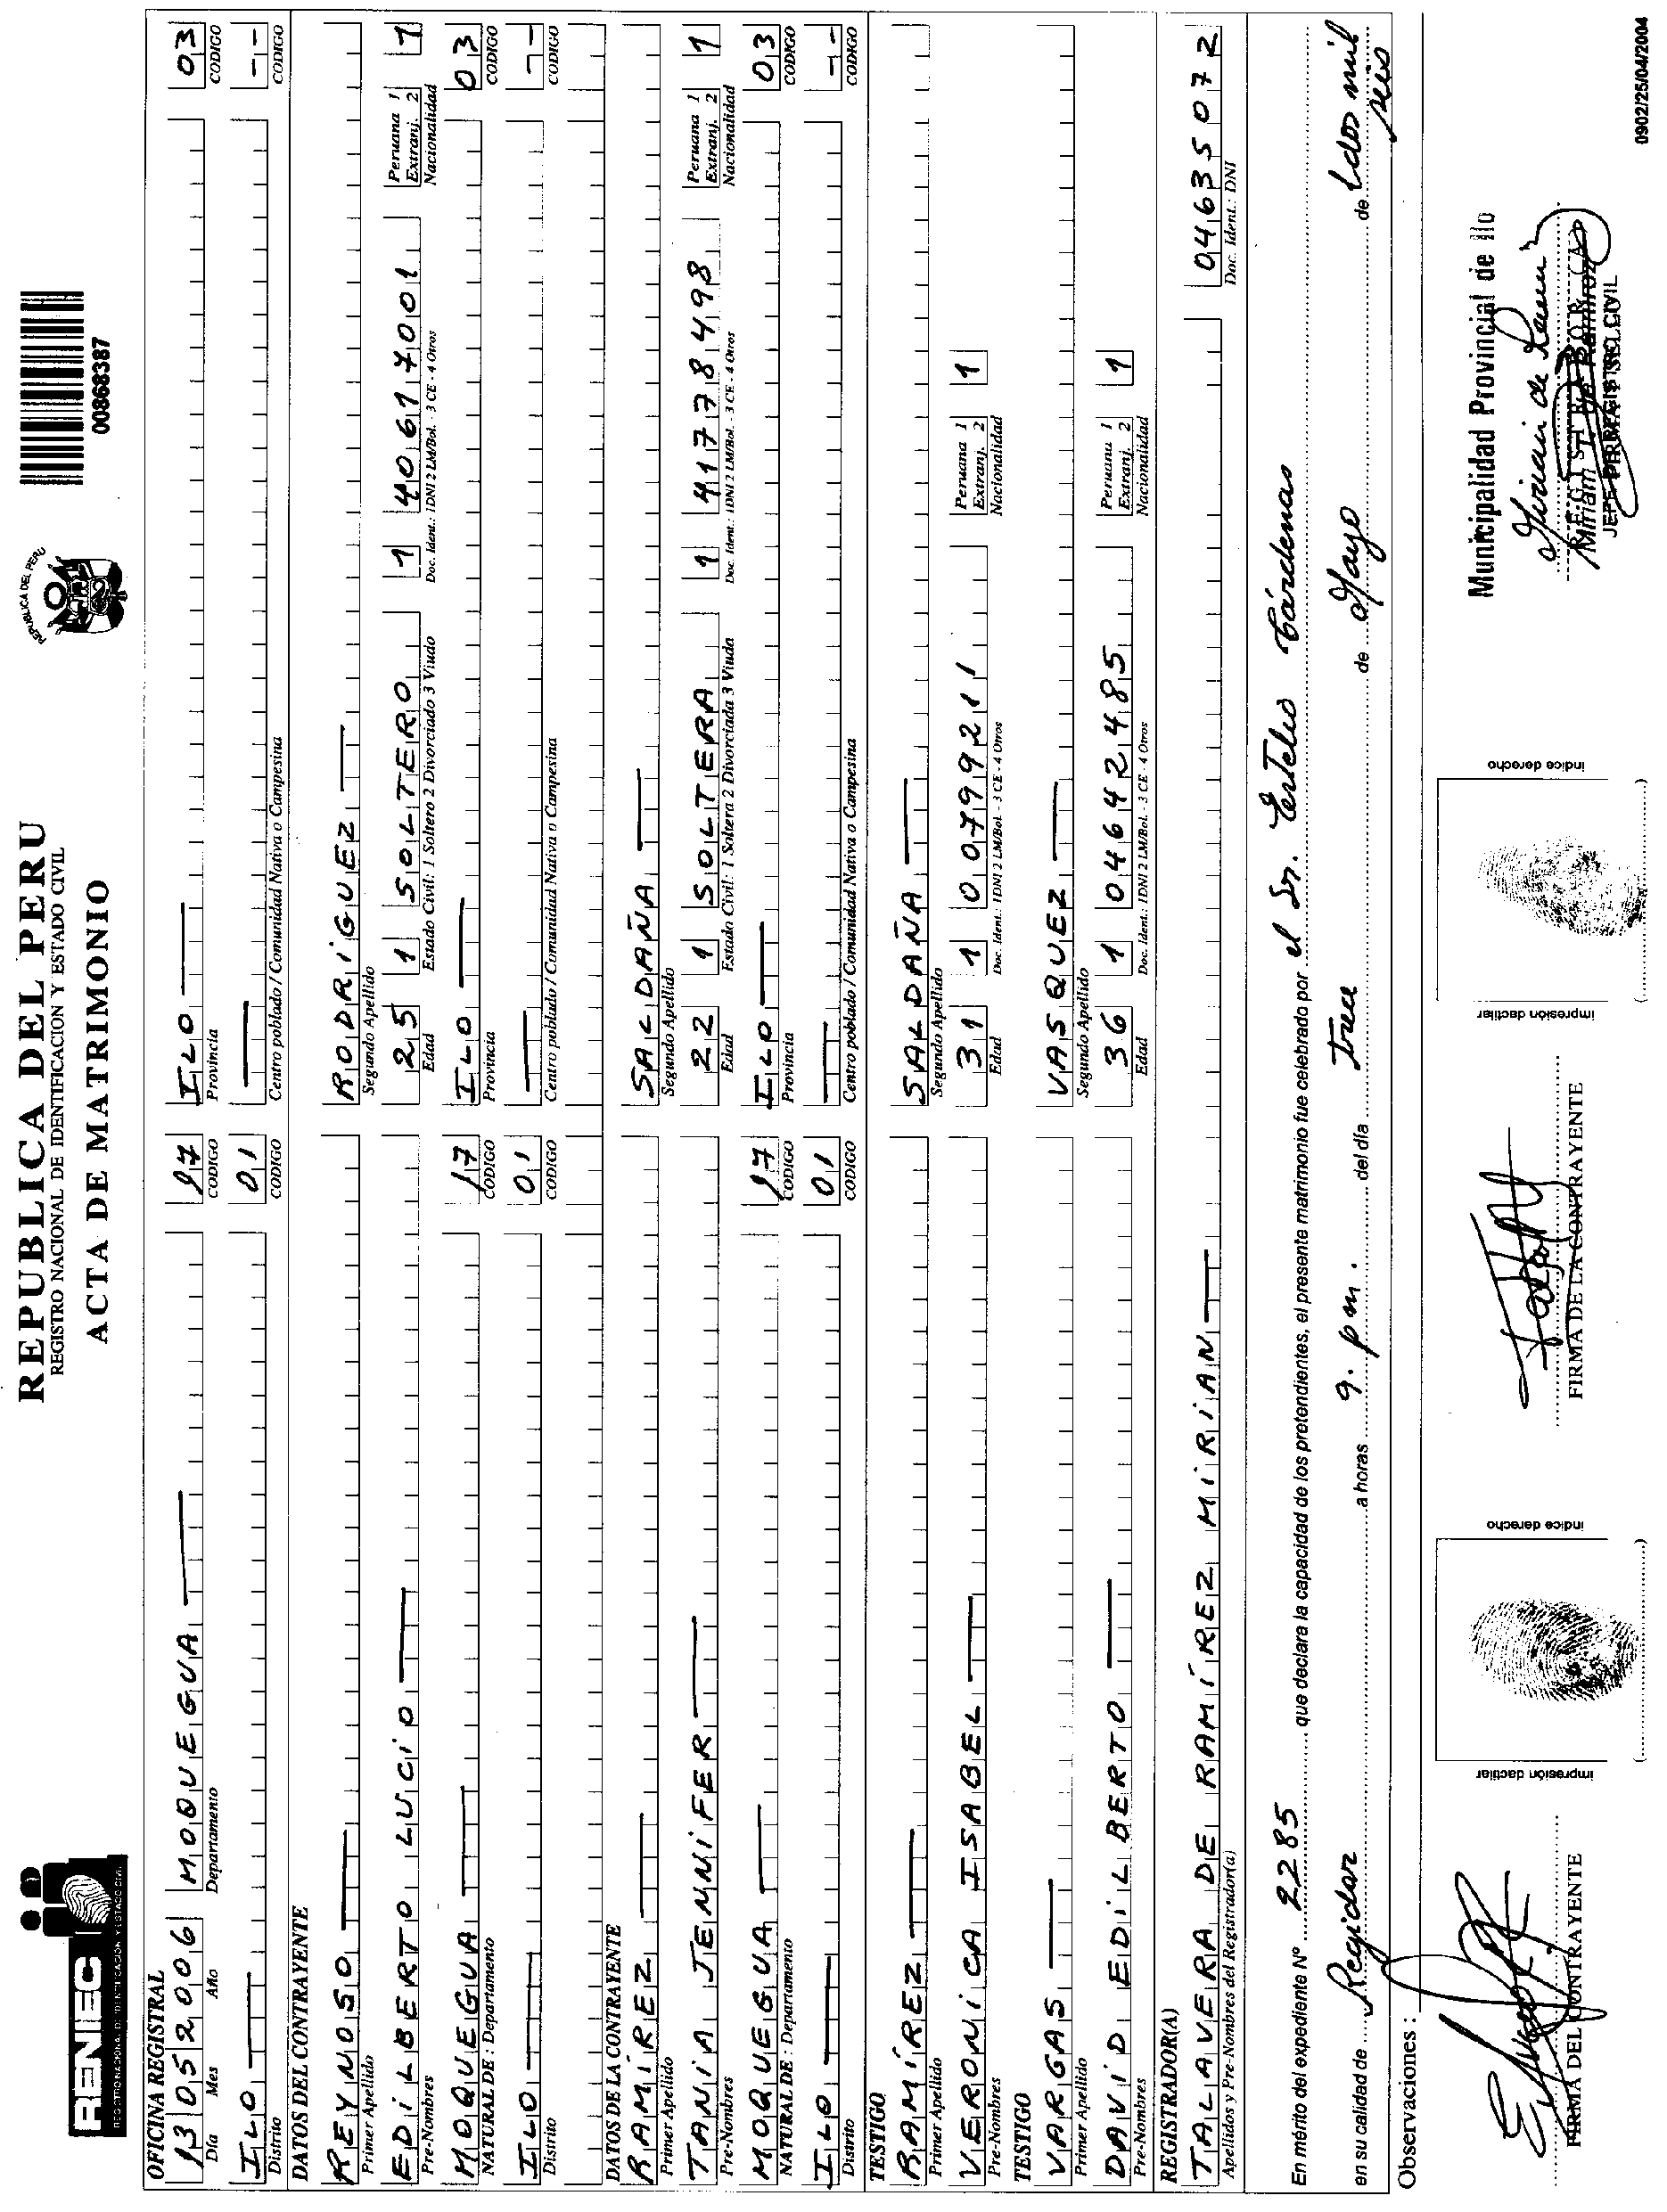 RENIEC
REGISTRO NACIONAL DE IDENTIFICACION Y ESTADO CIVIL
REPUBLICA DEL PERU
REGISTRO NACIONAL DE IDENTIFICACION Y ESTADO CIVIL
ACTA DE MATRIMONIO
REPUBLICA DEL PERU
00868387
OFICINA REGISTRAL
13 05 2006 MOQUEGUA 17 ILO 03
Día Mes Año Departamento CODIGO Provincia CODIGO
ILO 01 --
Distrito CODIGO Centro poblado / Comunidad Nativa o Campesina CODIGO
DATOS DEL CONTRAYENTE
REYNOSO RODRIGUEZ
Primer Apellido Segundo Apellido
EDILBERTO LUCIO 25 1 SOLTERO 1 40617001 Peruana 1 Extranj. 2 1
Pre-Nombres Edad Estado Civil: 1 Soltero 2 Divorciado 3 Viudo Doc. Ident.: 1DNI 2 LM/Bol. 3 CE - 4 Otros Nacionalidad
MOQUEGUA 17 ILO 03
NATURAL DE : Departamento CODIGO Provincia CODIGO
ILO 01 --
Distrito CODIGO Centro poblado / Comunidad Nativa o Campesina CODIGO
DATOS DE LA CONTRAYENTE
RAMÍREZ SALDAÑA
Primer Apellido Segundo Apellido
TANIA JENNIFER 22 1 SOLTERA 1 41778498 Peruana 1 Extranj. 2 1
Pre-Nombres Edad Estado Civil: 1 Soltera 2 Divorciada 3 Viuda Doc. Ident.: 1DNI 2 LM/Bol. - 3 CE - 4 Otros Nacionalidad
MOQUEGUA 17 ILO 03
NATURAL DE : Departamento CODIGO Provincia CODIGO
ILO 01 --
Distrito CODIGO Centro poblado / Comunidad Nativa o Campesina CODIGO
TESTIGO
RAMÍREZ SALDAÑA
Primer Apellido Segundo Apellido
VERONICA ISABEL 31 1 00799211 Peruana 1 Extranj. 2 1
Pre-Nombres Edad Doc. Ident.: 1DNI 2 LM/Bol. - 3 CE - 4 Otros Nacionalidad
TESTIGO
VARGAS VASQUEZ
Primer Apellido Segundo Apellido
DAVID EDILBERTO 36 1 04642485 Peruana 1 Extranj. 2 1
Pre-Nombres Edad Doc. Ident.: 1DNI 2 LM/Bol. - 3 CE - 4 Otros Nacionalidad
REGISTRADOR(A)
TALAVERA DE RAMÍREZ MIRIAN 04635072
Apellidos y Pre-Nombres del Registrador(a) Doc. Ident.: DNI
En mérito del expediente Nº 2285 que declara la capacidad de los pretendientes, el presente matrimonio fue celebrado por el Sr. Cárdenas
en su calidad de Regidor a horas 9. pm. del día trece de Mayo de dos mil seis
Observaciones :
FIRMA DEL CONTRAYENTE
impresión dactilar
indice derecho
FIRMA DE LA CONTRAYENTE
impresión dactilar
indice derecho
Municipalidad Provincial de Ilo
REGISTRADOR(A)
Miriam T. de Ramirez
JEFE REGISTRO CIVIL
0902/25/04/2004